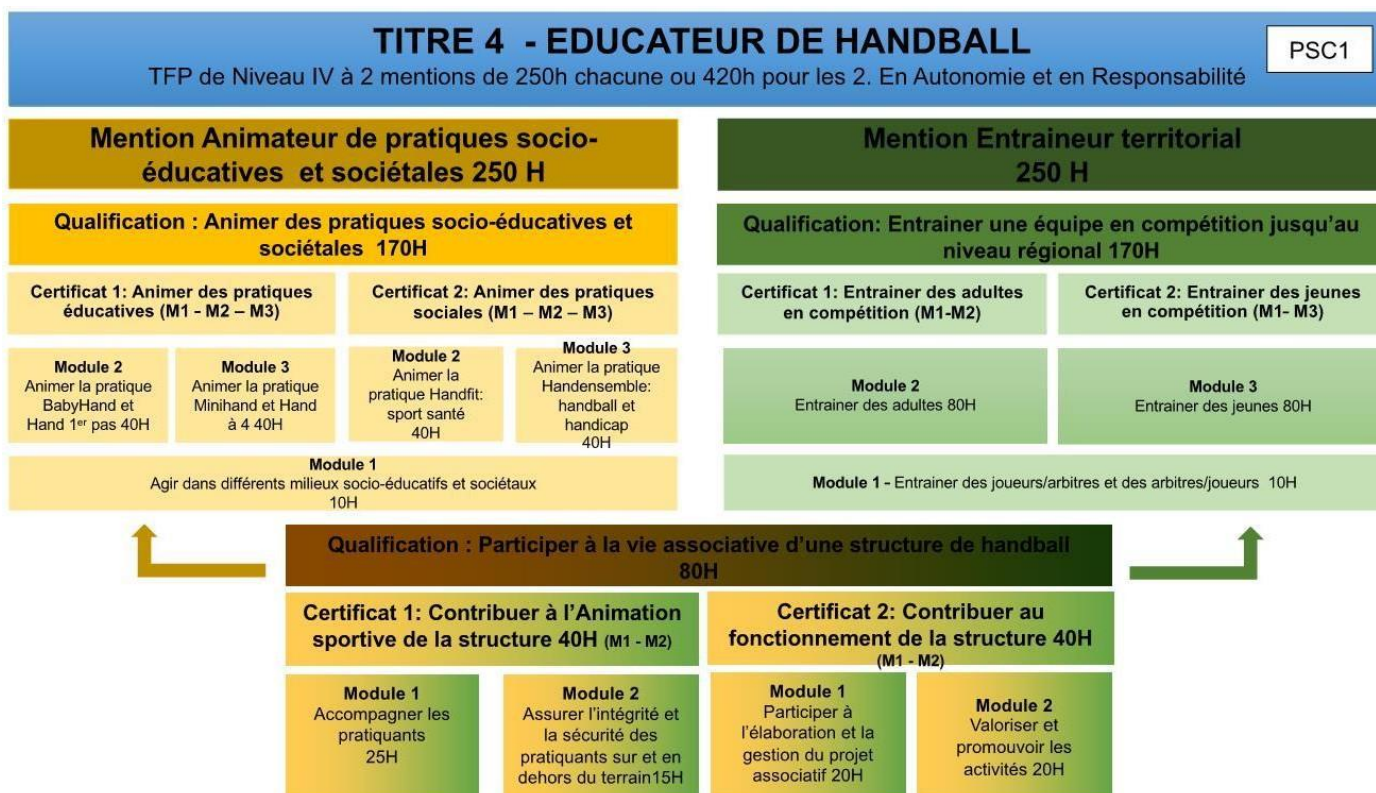 TITRE 4 - EDUCATEUR DE HANDBALL
TFP de Niveau IV à 2 mentions de 250h chacune ou 420h pour les 2. En Autonomie et en Responsabilité
PSC1
Mention Animateur de pratiques socio-
éducatives et sociétales 250 H
Qualification : Animer des pratiques socio-éducatives et
sociétales 170H
Certificat 1: Animer des pratiques
éducatives (M1 - M2 – M3)
Certificat 2: Animer des pratiques
sociales (M1 – M2 – M3)
Module 2
Animer la pratique
BabyHand et
Hand 1er pas 40H
Module 3
Animer la pratique
Minihand et Hand
à 4 40H
Module 2
Animer la
pratique Handfit:
sport santé
40H
Module 3
Animer la pratique
Handensemble:
handball et
handicap
40H
Module 1
Agir dans différents milieux socio-éducatifs et sociétaux
10H
Mention Entraineur territorial
250 H
Qualification: Entrainer une équipe en compétition jusqu'au
niveau régional 170H
Certificat 1: Entrainer des adultes
en compétition (M1-M2)
Certificat 2: Entrainer des jeunes
en compétition (M1- M3)
Module 2
Entrainer des adultes 80H
Module 3
Entrainer des jeunes 80H
Module 1 - Entrainer des joueurs/arbitres et des arbitres/joueurs 10H
Qualification : Participer à la vie associative d'une structure de handball
80H
Certificat 1: Contribuer à l'Animation
sportive de la structure 40H (M1 - M2)
Certificat 2: Contribuer au
fonctionnement de la structure 40H
(M1 - M2)
Module 1
Accompagner les
pratiquants
25H
Module 2
Assurer l'intégrité et
la sécurité des
pratiquants sur et en
dehors du terrain15H
Module 1
Participer à
l'élaboration et la
gestion du projet
associatif 20H
Module 2
Valoriser et
promouvoir les
activités 20H